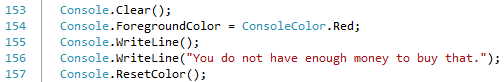 153 Console.Clear();
154 Console.ForegroundColor = ConsoleColor.Red;
155 Console.WriteLine();
156 Console.WriteLine("You do not have enough money to buy that.");
157 Console.ResetColor();